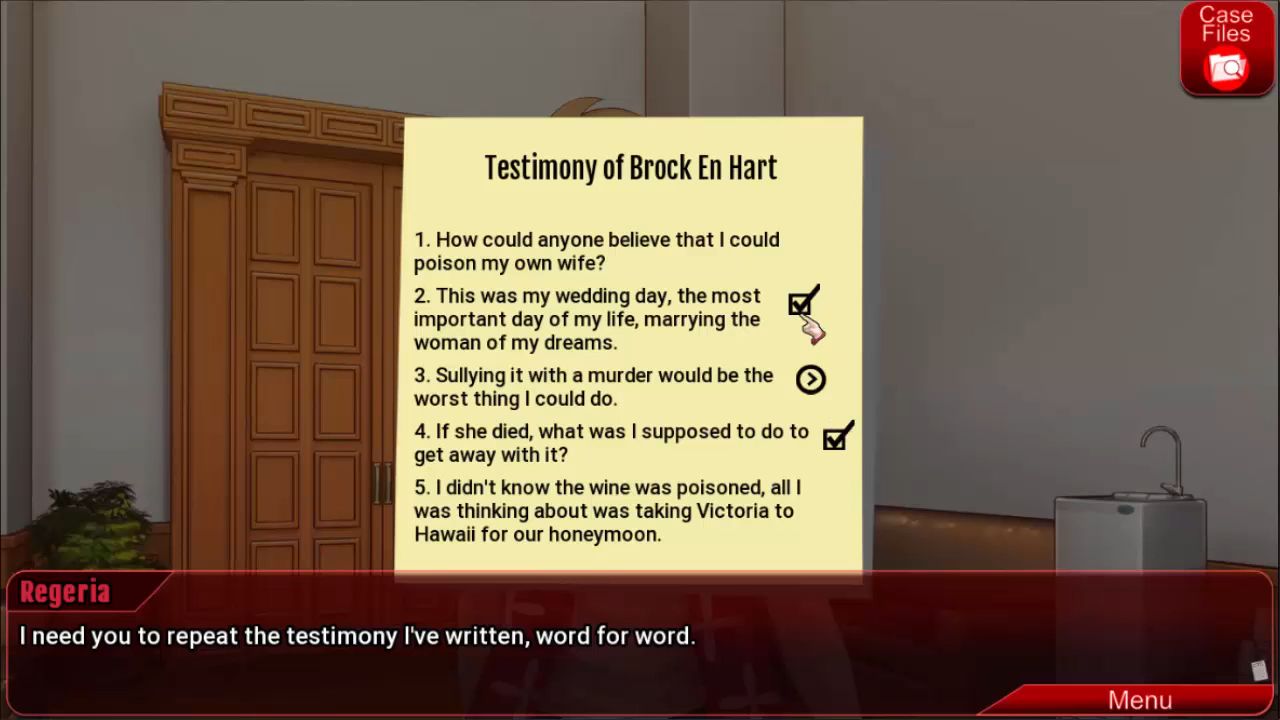 Case
Files
Testimony of Brock En Hart
1. How could anyone believe that I could
poison my own wife?
2. This was my wedding day, the most
important day of my life, marrying the
woman of my dreams.
3. Sullying it with a murder would be the
worst thing I could do.
4. If she died, what was I supposed to do to
get away with it?
5. I didn't know the wine was poisoned, all I
was thinking about was taking Victoria to
Hawaii for our honeymoon.
Regeria
I need you to repeat the testimony I've written, word for word.
Menu